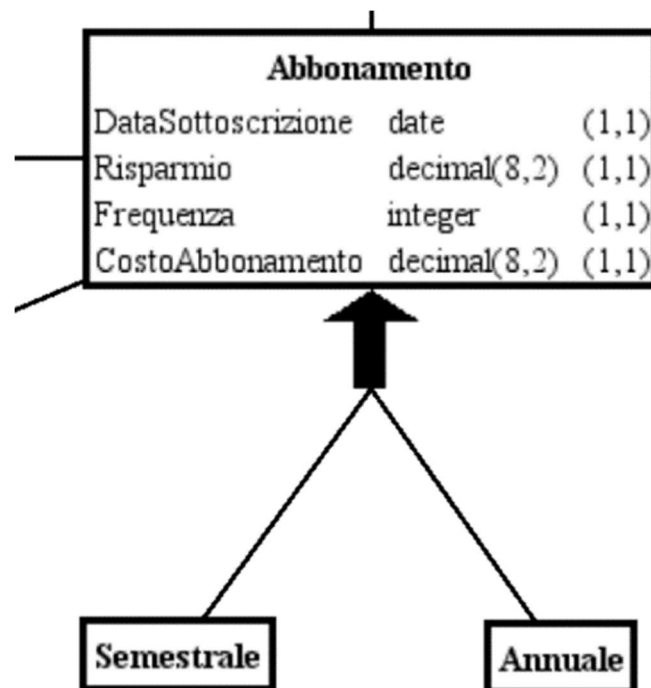 Abbonamento
DataSottoscrizione date (1,1)
Risparmio decimal(8,2) (1,1)
Frequenza integer (1,1)
CostoAbbonamento decimal(8,2) (1,1)
Semestrale Annuale